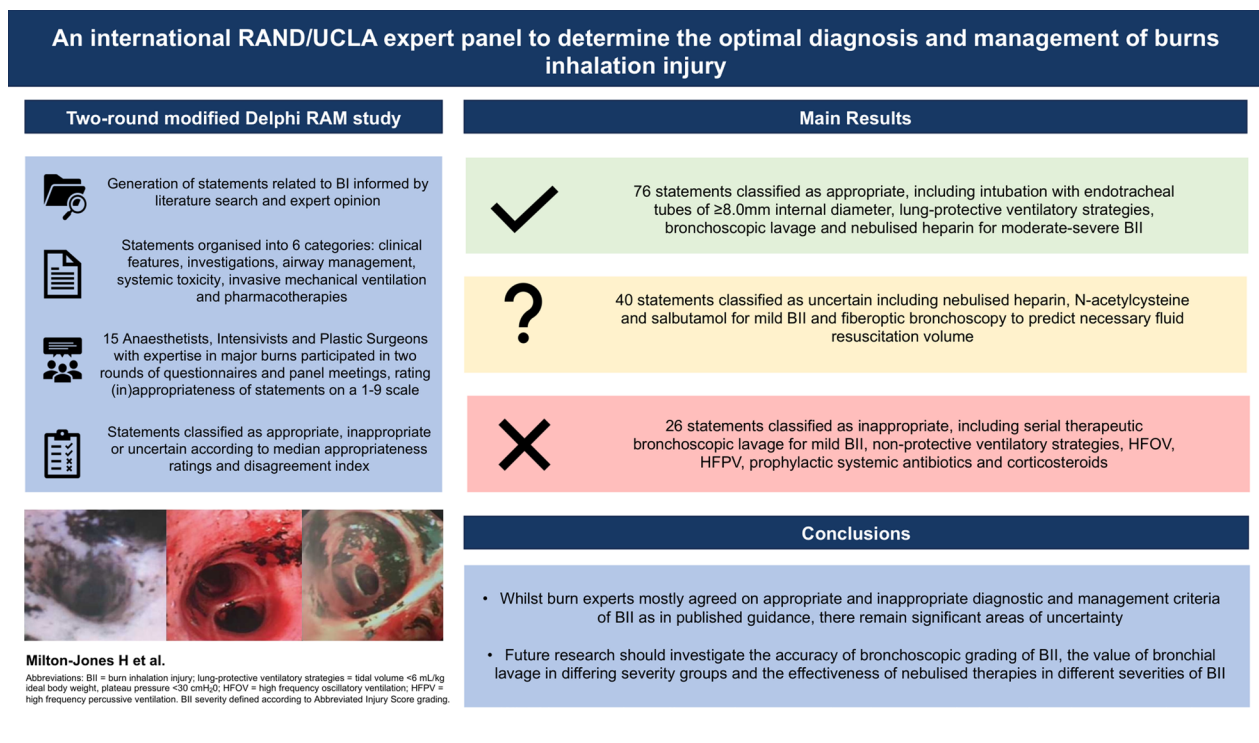 An international RAND/UCLA expert panel to determine the optimal diagnosis and management of burns
inhalation injury
Two-round modified Delphi RAM study
Generation of statements related to BI informed by
literature search and expert opinion
Statements organised into 6 categories: clinical
features, investigations, airway management,
systemic toxicity, invasive mechanical ventilation
and pharmacotherapies
15 Anaesthetists, Intensivists and Plastic Surgeons
with expertise in major burns participated in two
rounds of questionnaires and panel meetings, rating
(in)appropriateness of statements on a 1-9 scale
Statements classified as appropriate, inappropriate
or uncertain according to median appropriateness
ratings and disagreement index
Milton-Jones H et al.
Abbreviations: BII = burn inhalation injury; lung-protective ventilatory strategies = tidal volume <6 mL/kg
ideal body weight, plateau pressure <30 cmH₂0; HFOV = high frequency oscillatory ventilation; HFPV =
high frequency percussive ventilation. BII severity defined according to Abbreviated Injury Score grading.
Main Results
76 statements classified as appropriate, including intubation with endotracheal
tubes of ≥8.0mm internal diameter, lung-protective ventilatory strategies,
bronchoscopic lavage and nebulised heparin for moderate-severe BII
40 statements classified as uncertain including nebulised heparin, N-acetylcysteine
and salbutamol for mild BII and fiberoptic bronchoscopy to predict necessary fluid
resuscitation volume
26 statements classified as inappropriate, including serial therapeutic
bronchoscopic lavage for mild BII, non-protective ventilatory strategies, HFOV,
HFPV, prophylactic systemic antibiotics and corticosteroids
Conclusions
• Whilst burn experts mostly agreed on appropriate and inappropriate diagnostic and management criteria
of BII as in published guidance, there remain significant areas of uncertainty
• Future research should investigate the accuracy of bronchoscopic grading of BII, the value of bronchial
lavage in differing severity groups and the effectiveness of nebulised therapies in different severities of BII